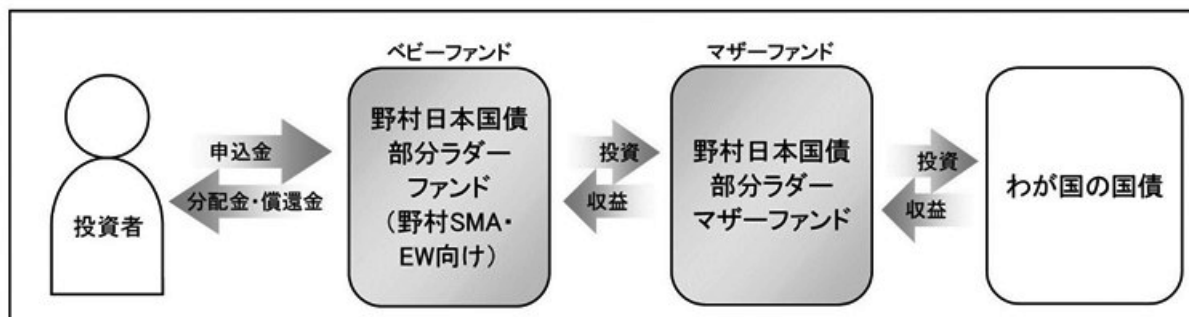 ベビーファンド
マザーファンド
投資者
申込金
分配金・償還金
野村日本国債
部分ラダー
ファンド
（野村SMA・
EW向け）
投資
収益
野村日本国債
部分ラダー
マザーファンド
投資
収益
わが国の国債